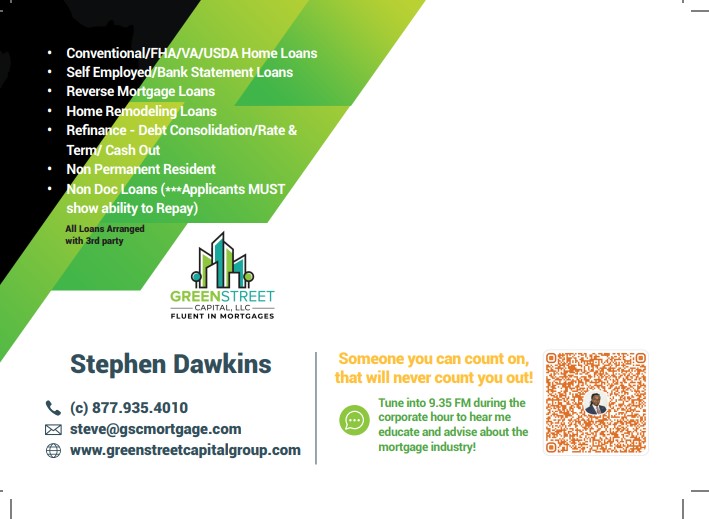 • Conventional/FHA/VA/USDA Home Loans
• Self Employed/Bank Statement Loans
• Reverse Mortgage Loans
• Home Remodeling Loans
• Refinance - Debt Consolidation/Rate &
Term/ Cash Out
• Non Permanent Resident
• Non Doc Loans (***Applicants MUST
show ability to Repay)
All Loans Arranged
with 3rd party
GREENSTREET
CAPITAL, LLC
FLUENT IN MORTGAGES
Stephen Dawkins
(c) 877.935.4010
steve@gscmortgage.com
www.greenstreetcapitalgroup.com
Someone you can count on,
that will never count you out!
Tune into 9.35 FM during the
corporate hour to hear me
educate and advise about the
mortgage industry!